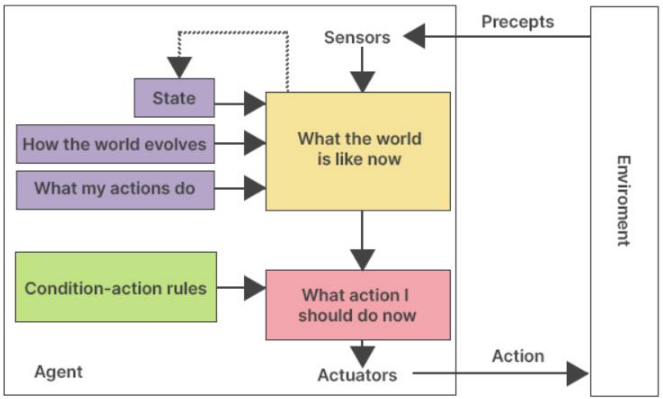 Precepts
Sensors
State
How the world evolves
What my actions do
What the world
is like now
Enviroment
Condition-action rules
What action I
should do now
Agent
Actuators
Action